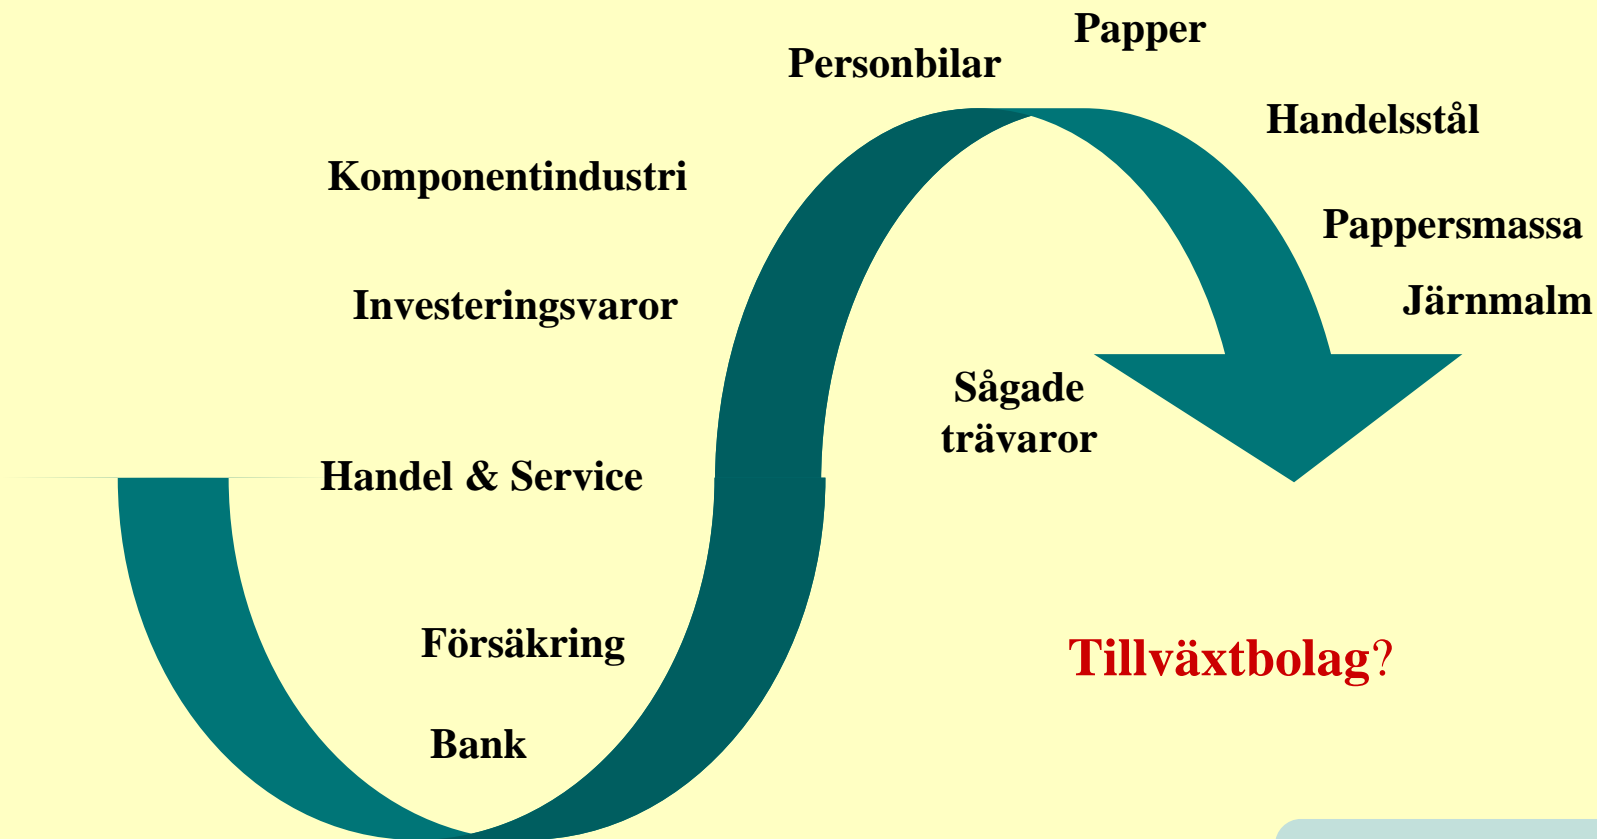 Papper
Personbilar
Handelsstål
Komponentindustri
Pappersmassa
Järnmalm
Investeringsvaror
Sågade
trävaror
Handel & Service
Försäkring
Tillväxtbolag?
Bank